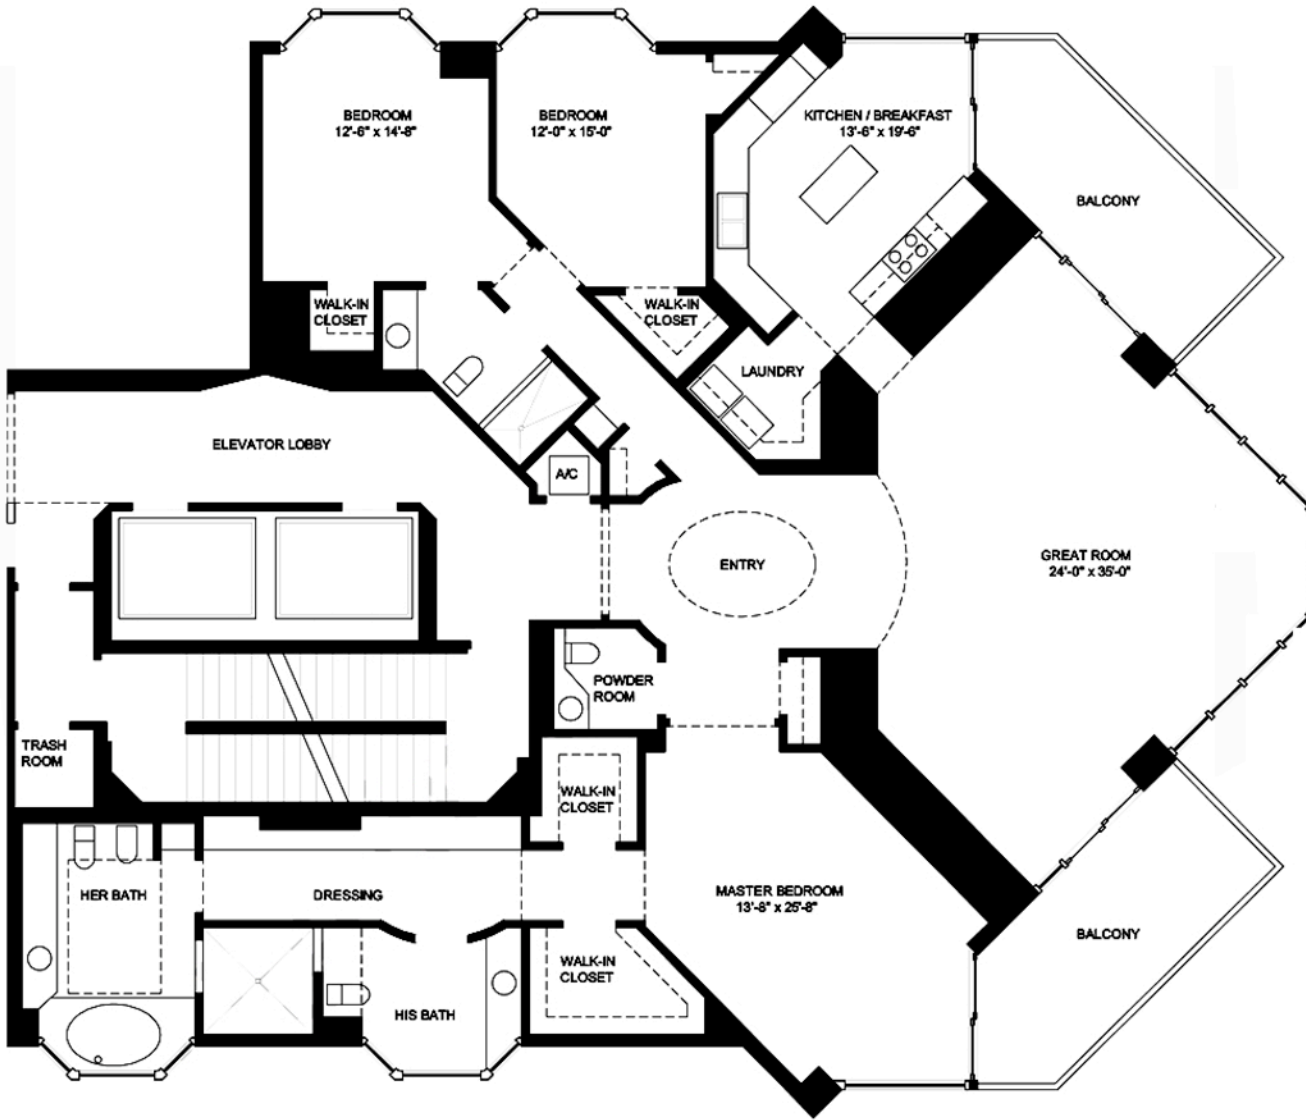 BEDROOM
12'-6" x 14'-8"
BEDROOM
12'-0" x 15'-0"
KITCHEN / BREAKFAST
13'-6" x 19'-6"
BALCONY
WALK-IN
CLOSET
WALK-IN
CLOSET
LAUNDRY
ELEVATOR LOBBY
A/C
ENTRY
GREAT ROOM
24'-0" x 35'-0"
POWDER
ROOM
TRASH
ROOM
WALK-IN
CLOSET
HER BATH
DRESSING
MASTER BEDROOM
13'-8" x 25'-8"
BALCONY
WALK-IN
CLOSET
HIS BATH